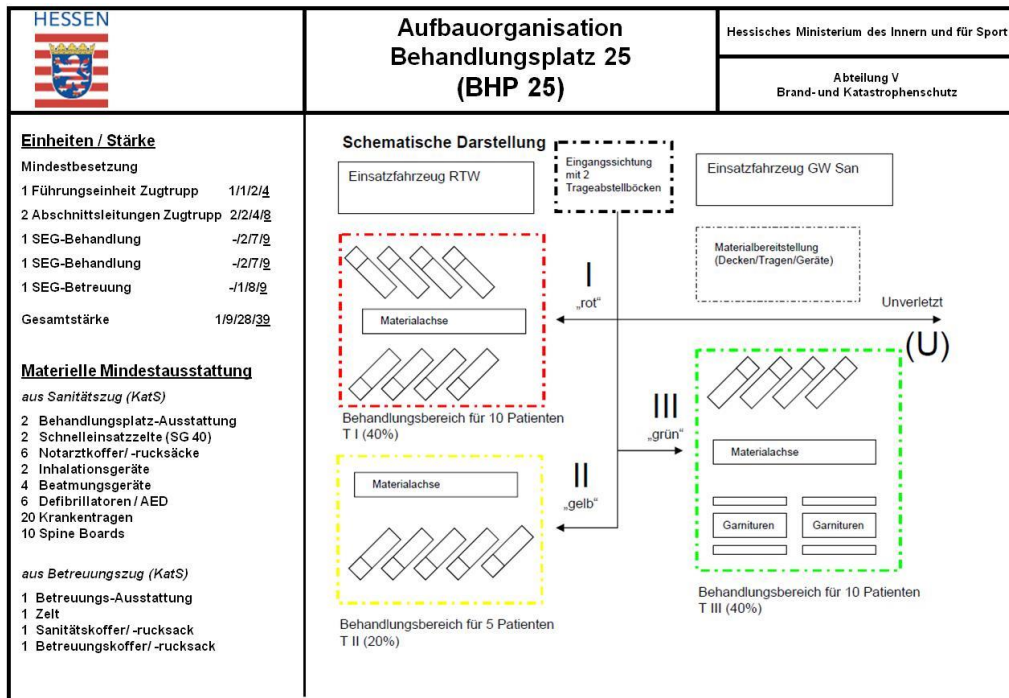 HESSEN
Aufbauorganisation
Behandlungsplatz 25
(BHP 25)
Hessisches Ministerium des Innern und für Sport
Abteilung V
Brand- und Katastrophenschutz
Einheiten / Stärke
Mindestbesetzung
1 Führungseinheit Zugtrupp 1/1/2/4
2 Abschnittsleitungen Zugtrupp 2/2/4/8
1 SEG-Behandlung -/2/7/9
1 SEG-Behandlung -/2/7/9
1 SEG-Betreuung -/1/8/9
Gesamtstärke 1/9/28/39
Materielle Mindestausstattung
aus Sanitätszug (KatS)
2 Behandlungsplatz-Ausstattung
2 Schnelleinsatzzelte (SG 40)
6 Notarztkoffer/ -rucksäcke
2 Inhalationsgeräte
4 Beatmungsgeräte
6 Defibrillatoren / AED
20 Krankentragen
10 Spine Boards
aus Betreuungszug (KatS)
1 Betreuungs-Ausstattung
1 Zelt
1 Sanitätskoffer/ -rucksack
1 Betreuungskoffer/ -rucksack
Schematische Darstellung
Einsatzfahrzeug RTW
Eingangssichtung
mit 2
Trageabstellböcken
Einsatzfahrzeug GW San
Materialbereitstellung
(Decken/Tragen/Geräte)
I
„rot“
Unverletzt
(U)
Materialachse
Behandlungsbereich für 10 Patienten
T I (40%)
III
„grün“
Materialachse
Garnituren
Garnituren
Behandlungsbereich für 10 Patienten
T III (40%)
II
„gelb“
Materialachse
Behandlungsbereich für 5 Patienten
T II (20%)